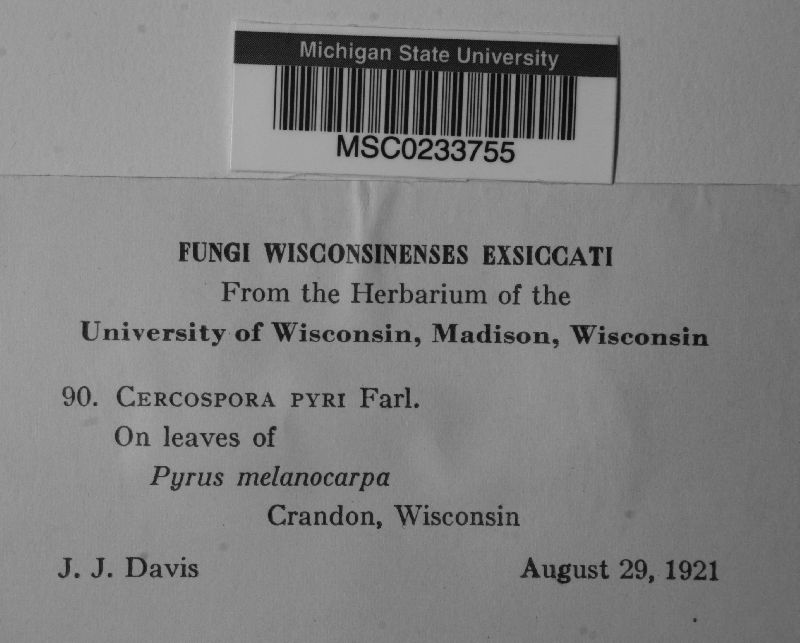 Michigan State University
MSC0233755
FUNGI WISCONSINENSES EXSICCATI
From the Herbarium of the
University of Wisconsin, Madison, Wisconsin
90. CERCOSPORA PYRI Farl.
On leaves of
Pyrus melanocarpa
Crandon, Wisconsin
J. J. Davis August 29, 1921